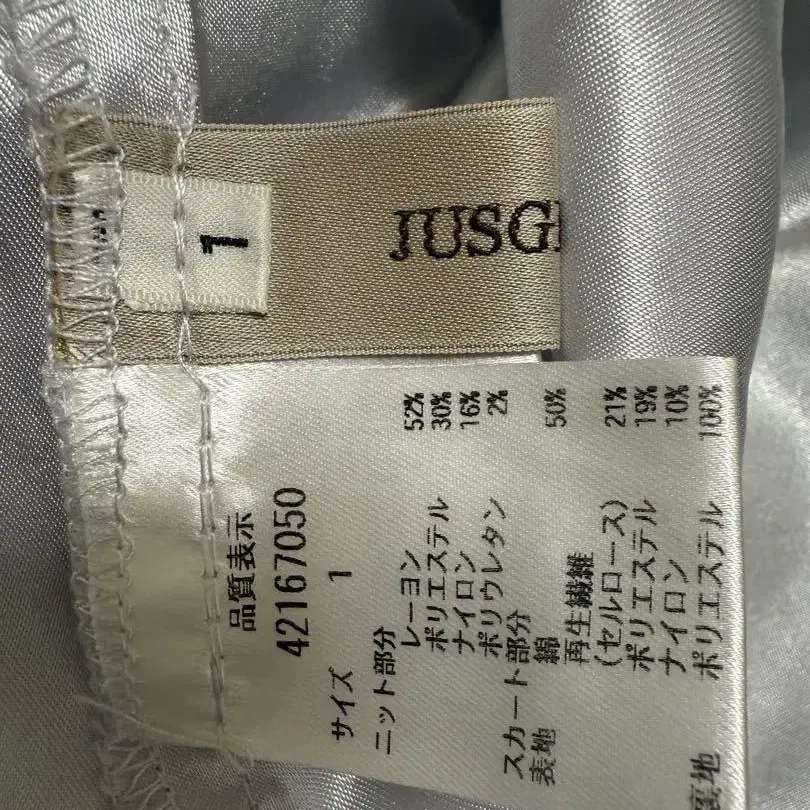 JUSG
1
品質表示
42167050
サイズ 1
ニット部分
レーヨン 52%
ポリエステル 30%
ナイロン 16%
ポリウレタン 2%
スカート部分
表地 綿 50%
再生繊維
(セルロース) 21%
ポリエステル 19%
ナイロン 10%
裏地 ポリエステル 100%